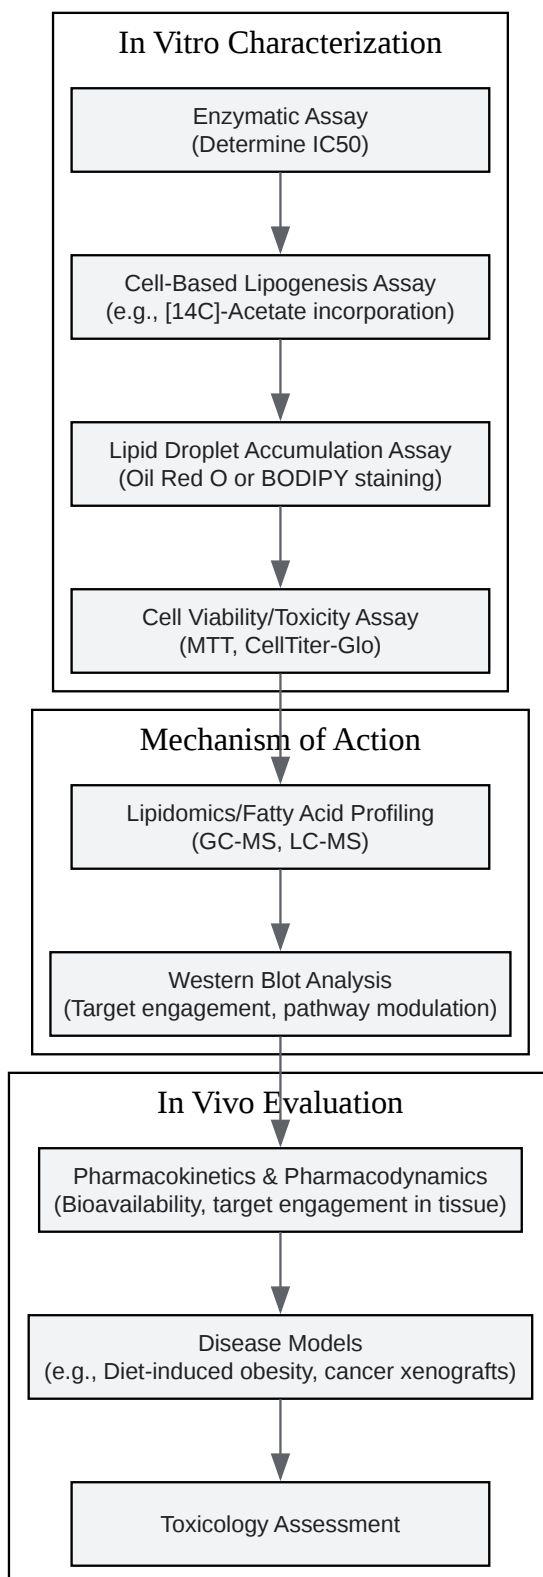 In Vitro Characterization
Enzymatic Assay
(Determine IC50)
Cell-Based Lipogenesis Assay
(e.g., [14C]-Acetate incorporation)
Lipid Droplet Accumulation Assay
(Oil Red O or BODIPY staining)
Cell Viability/Toxicity Assay
(MTT, CellTiter-Glo)
Mechanism of Action
Lipidomics/Fatty Acid Profiling
(GC-MS, LC-MS)
Western Blot Analysis
(Target engagement, pathway modulation)
In Vivo Evaluation
Pharmacokinetics & Pharmacodynamics
(Bioavailability, target engagement in tissue)
Disease Models
(e.g., Diet-induced obesity, cancer xenografts)
Toxicology Assessment